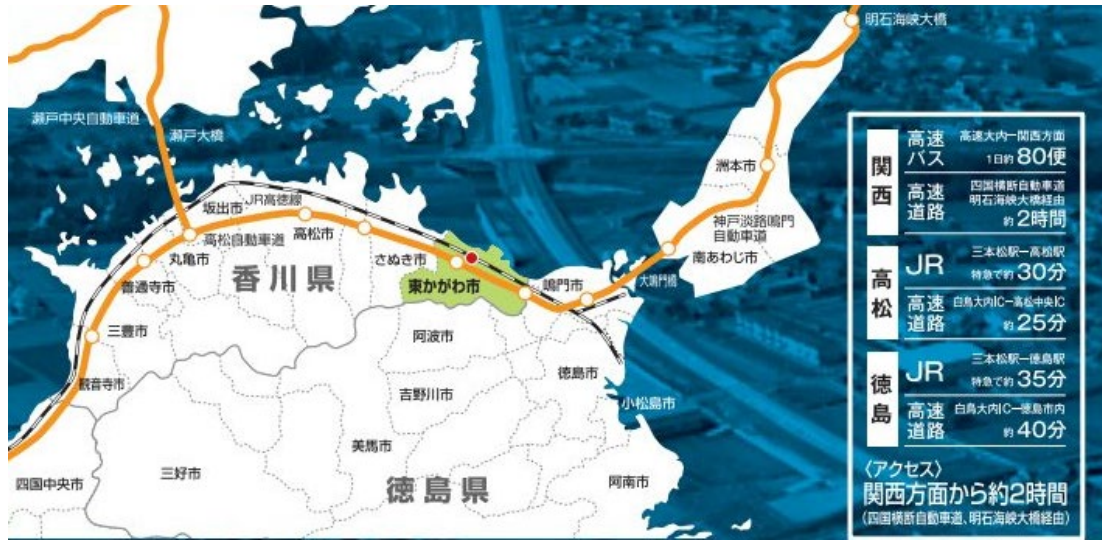 明石海峡大橋
瀬戸中央自動車道
瀬戸大橋
洲本市
坂出市
JR高徳線
高松自動車道
高松市
神戸淡路鳴門
自動車道
丸亀市
香川県
さぬき市
南あわじ市
善通寺市
東かがわ市
鳴門市
大鳴門橋
三豊市
阿波市
観音寺市
吉野川市
徳島市
小松島市
美馬市
三好市
四国中央市
徳島県
阿南市
関西
高速
バス
高速大内ー関西方面
1日約80便
高速
道路
四国横断自動車道
明石海峡大橋経由
約2時間
高松
JR
三本松駅ー高松駅
特急で約30分
高速
道路
白鳥大内ICー高松中央IC
約25分
徳島
JR
三本松駅ー徳島駅
特急で約35分
高速
道路
白鳥大内ICー徳島市内
約40分
〈アクセス〉
関西方面から約2時間
(四国横断自動車道、明石海峡大橋経由)